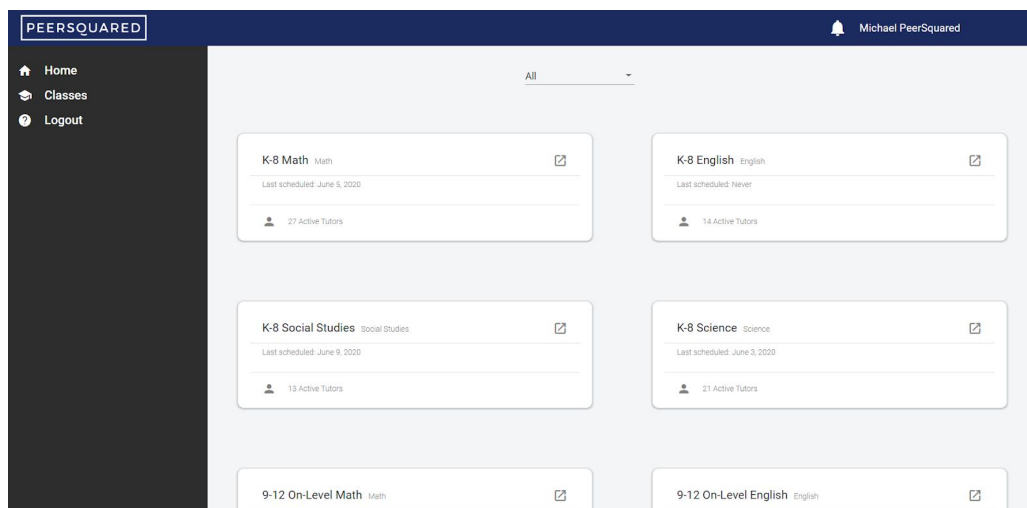 PEERSQUARED
Michael PeerSquared
Home
Classes
Logout
All
K-8 Math Math
Last scheduled: June 5, 2020
27 Active Tutors
K-8 English English
Last scheduled: Never
14 Active Tutors
K-8 Social Studies Social Studies
Last scheduled: June 9, 2020
13 Active Tutors
K-8 Science Science
Last scheduled: June 3, 2020
21 Active Tutors
9-12 On-Level Math Math
9-12 On-Level English English